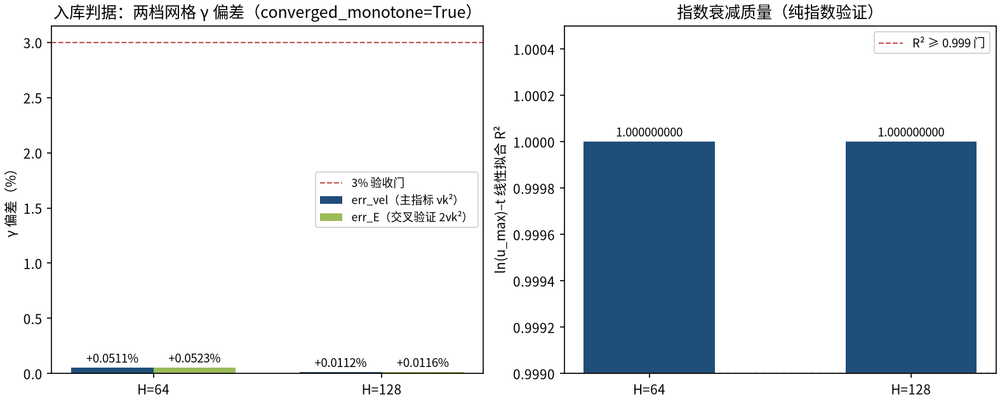 入库判据：两档网格 γ 偏差（converged_monotone=True）
γ 偏差（%）
3.0
2.5
2.0
1.5
1.0
0.5
0.0
3% 验收门
err_vel（主指标 νk²）
err_E（交叉验证 2νk²）
+0.0511%
+0.0523%
+0.0112%
+0.0116%
H=64
H=128
指数衰减质量（纯指数验证）
ln(u_max)–t 线性拟合 R²
1.0004
1.0002
1.0000
0.9998
0.9996
0.9994
0.9992
0.9990
R² ≥ 0.999 门
1.000000000
1.000000000
H=64
H=128